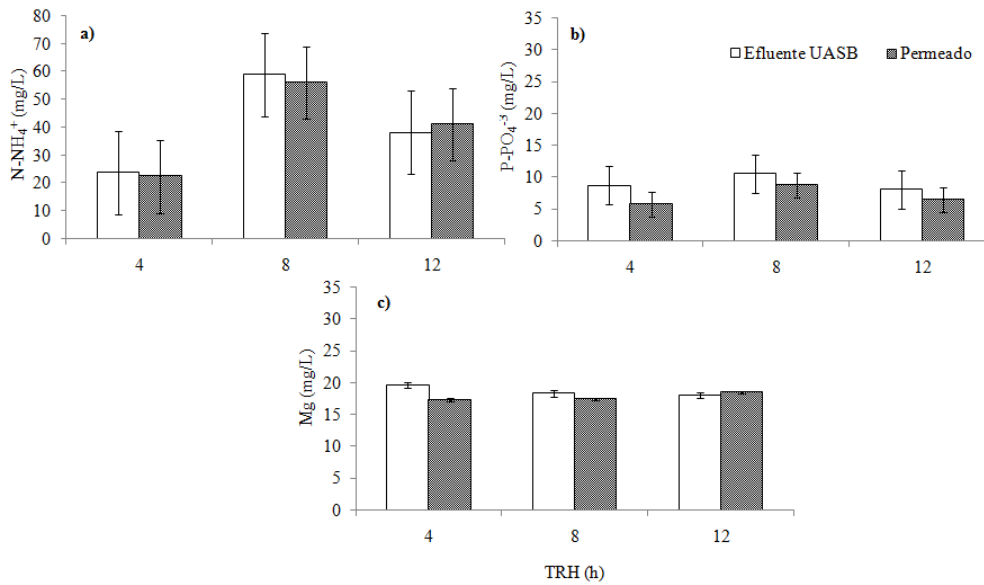 a)
N-NH₄⁺ (mg/L)
80
70
60
50
40
30
20
10
0
4 8 12
b)
Efluente UASB Permeado
P-PO₄⁻³ (mg/L)
35
30
25
20
15
10
5
0
4 8 12
c)
Mg (mg/L)
35
30
25
20
15
10
5
0
4 8 12
TRH (h)